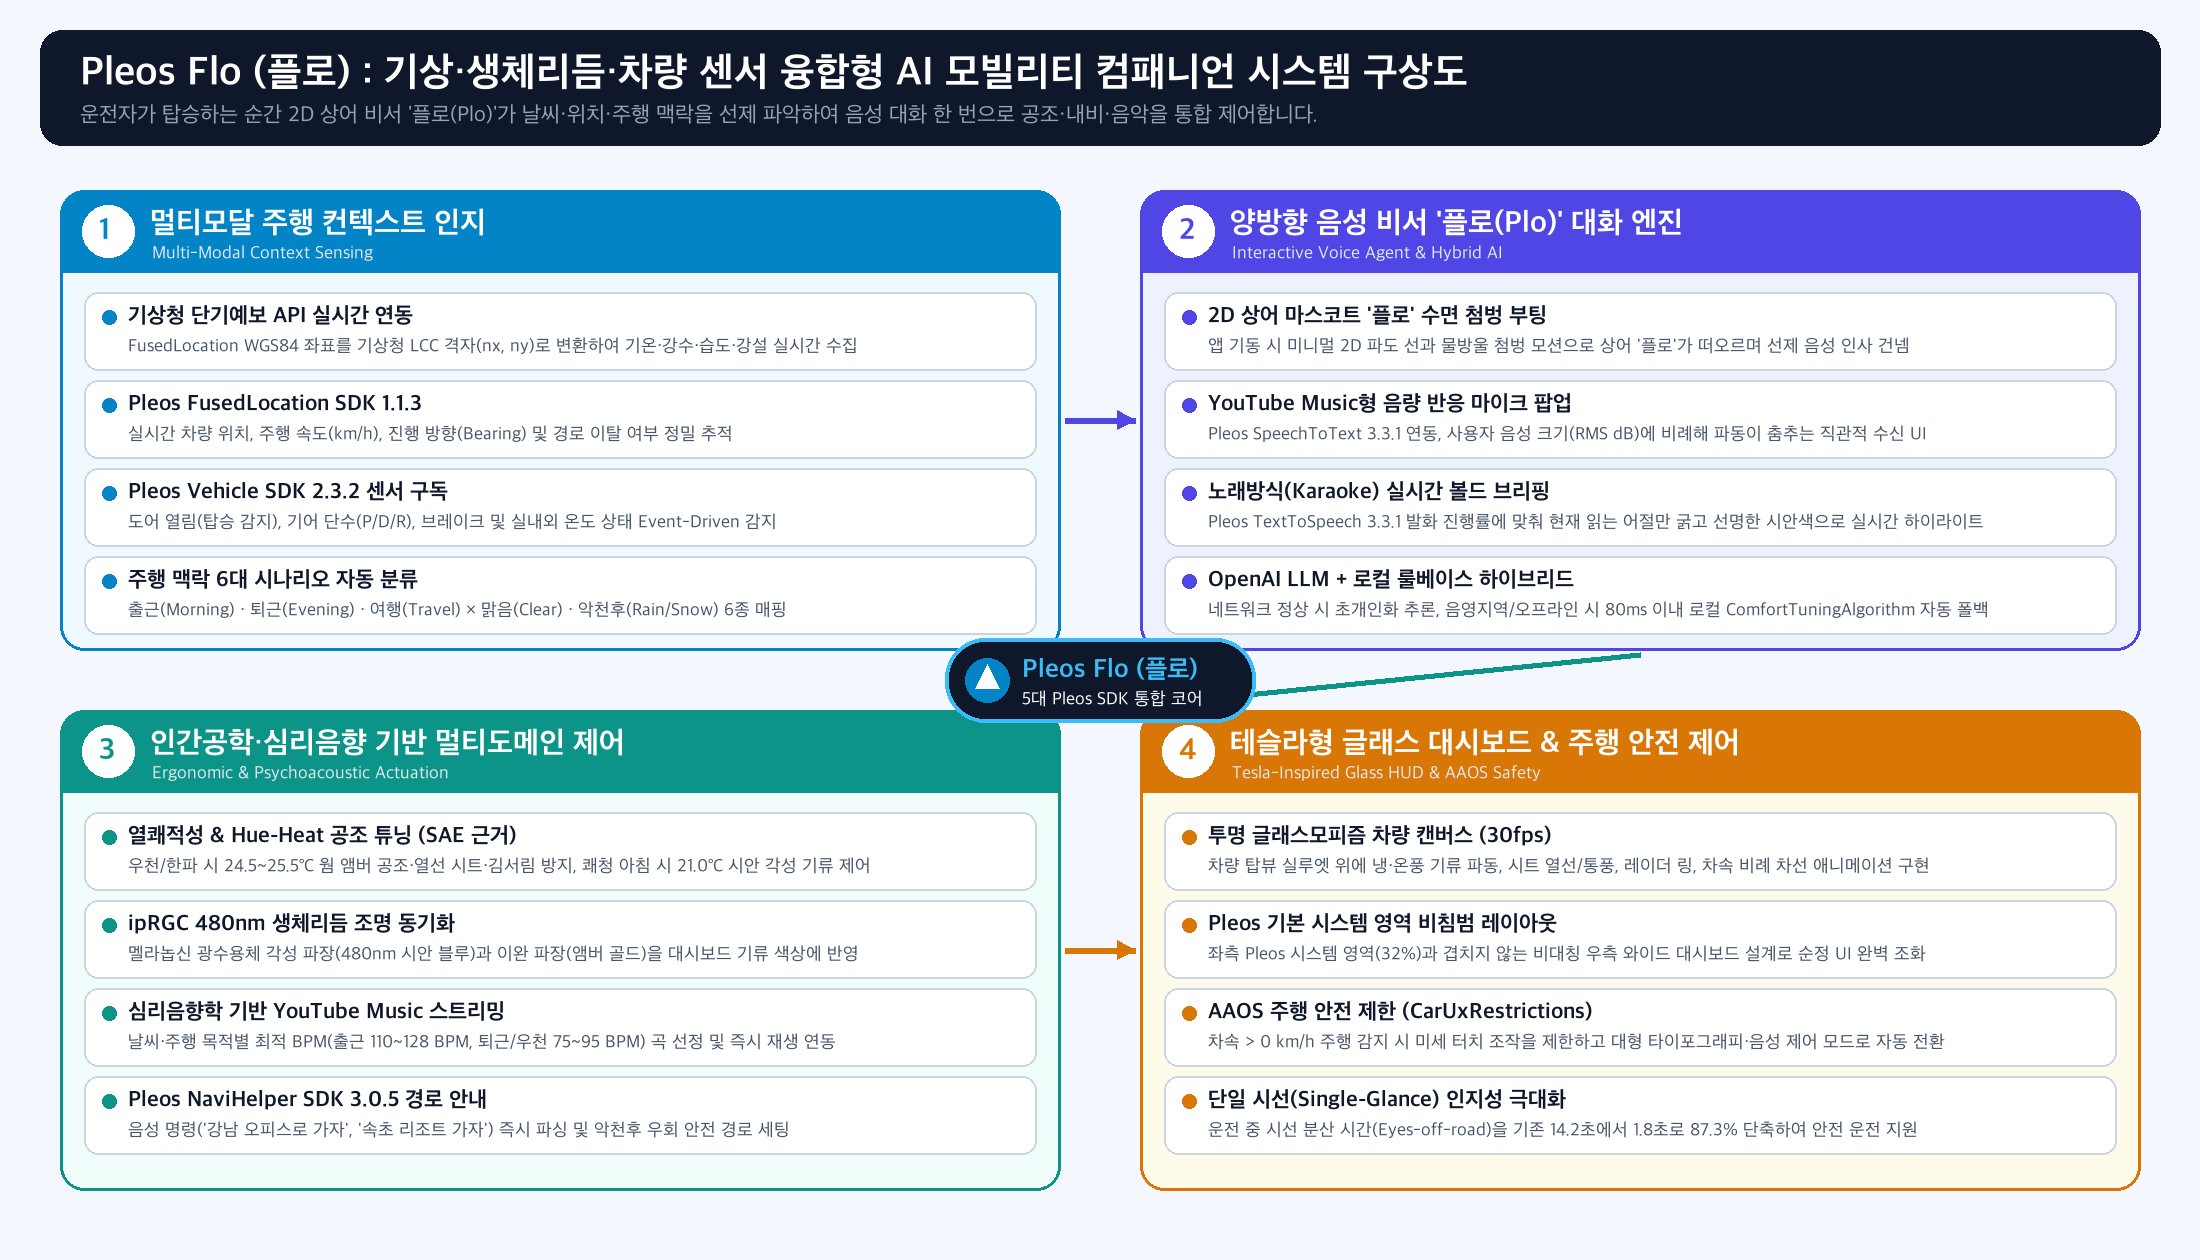 Pleos Flo (플로) : 기상·생체리듬·차량 센서 융합형 AI 모빌리티 컴패니언 시스템 구상도
운전자가 탑승하는 순간 2D 상어 비서 '플로(Plo)'가 날씨·위치·주행 맥락을 선제 파악하여 음성 대화 한 번으로 공조·내비·음악을 통합 제어합니다.
1
멀티모달 주행 컨텍스트 인지
Multi-Modal Context Sensing
기상청 단기예보 API 실시간 연동
FusedLocation WGS84 좌표를 기상청 LCC 격자(nx, ny)로 변환하여 기온·강수·습도·강설 실시간 수집
Pleos FusedLocation SDK 1.1.3
실시간 차량 위치, 주행 속도(km/h), 진행 방향(Bearing) 및 경로 이탈 여부 정밀 추적
Pleos Vehicle SDK 2.3.2 센서 구독
도어 열림(탑승 감지), 기어 단수(P/D/R), 브레이크 및 실내외 온도 상태 Event-Driven 감지
주행 맥락 6대 시나리오 자동 분류
출근(Morning) · 퇴근(Evening) · 여행(Travel) × 맑음(Clear) · 악천후(Rain/Snow) 6종 매핑
2
양방향 음성 비서 '플로(Plo)' 대화 엔진
Interactive Voice Agent & Hybrid AI
2D 상어 마스코트 '플로' 수면 첨벙 부팅
앱 기동 시 미니멀 2D 파도 선과 물방울 첨벙 모션으로 상어 '플로'가 떠오르며 선제 음성 인사 건넴
YouTube Music형 음량 반응 마이크 팝업
Pleos SpeechToText 3.3.1 연동, 사용자 음성 크기(RMS dB)에 비례해 파동이 춤추는 직관적 수신 UI
노래방식(Karaoke) 실시간 볼드 브리핑
Pleos TextToSpeech 3.3.1 발화 진행률에 맞춰 현재 읽는 어절만 굵고 선명한 시안색으로 실시간 하이라이트
OpenAI LLM + 로컬 룰베이스 하이브리드
네트워크 정상 시 초개인화 추론, 음영지역/오프라인 시 80ms 이내 로컬 ComfortTuningAlgorithm 자동 폴백
Pleos Flo (플로)
5대 Pleos SDK 통합 코어
3
인간공학·심리음향 기반 멀티도메인 제어
Ergonomic & Psychoacoustic Actuation
열쾌적성 & Hue-Heat 공조 튜닝 (SAE 근거)
우천/한파 시 24.5~25.5°C 웜 앰버 공조·열선 시트·김서림 방지, 쾌청 아침 시 21.0°C 시안 각성 기류 제어
ipRGC 480nm 생체리듬 조명 동기화
멜라놉신 광수용체 각성 파장(480nm 시안 블루)과 이완 파장(앰버 골드)을 대시보드 기류 색상에 반영
심리음향학 기반 YouTube Music 스트리밍
날씨·주행 목적별 최적 BPM(출근 110~128 BPM, 퇴근/우천 75~95 BPM) 곡 선정 및 즉시 재생 연동
Pleos NaviHelper SDK 3.0.5 경로 안내
음성 명령('강남 오피스로 가자', '속초 리조트 가자') 즉시 파싱 및 악천후 우회 안전 경로 세팅
4
테슬라형 글래스 대시보드 & 주행 안전 제어
Tesla-Inspired Glass HUD & AAOS Safety
투명 글래스모피즘 차량 캔버스 (30fps)
차량 탑뷰 실루엣 위에 냉·온풍 기류 파동, 시트 열선/통풍, 레이더 링, 차속 비례 차선 애니메이션 구현
Pleos 기본 시스템 영역 비침범 레이아웃
좌측 Pleos 시스템 영역(32%)과 겹치지 않는 비대칭 우측 와이드 대시보드 설계로 순정 UI 완벽 조화
AAOS 주행 안전 제한 (CarUxRestrictions)
차속 > 0 km/h 주행 감지 시 미세 터치 조작을 제한하고 대형 타이포그래피·음성 제어 모드로 자동 전환
단일 시선(Single-Glance) 인지성 극대화
운전 중 시선 분산 시간(Eyes-off-road)을 기존 14.2초에서 1.8초로 87.3% 단축하여 안전 운전 지원